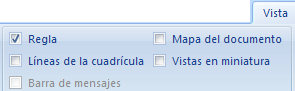 Vista
Regla
Mapa del documento
Líneas de la cuadrícula
Vistas en miniatura
Barra de mensajes